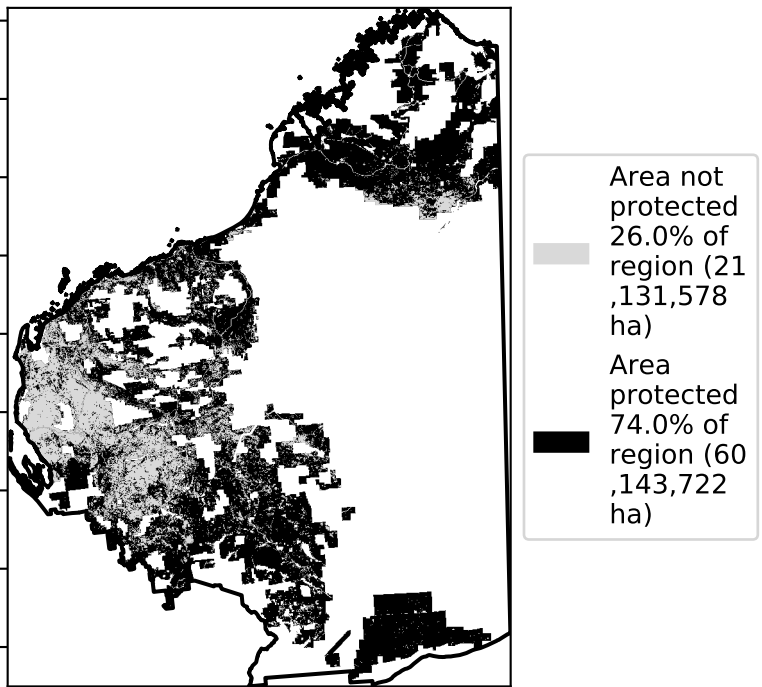 Area not
protected
26.0% of
region (21
,131,578
ha)
Area
protected
74.0% of
region (60
,143,722
ha)